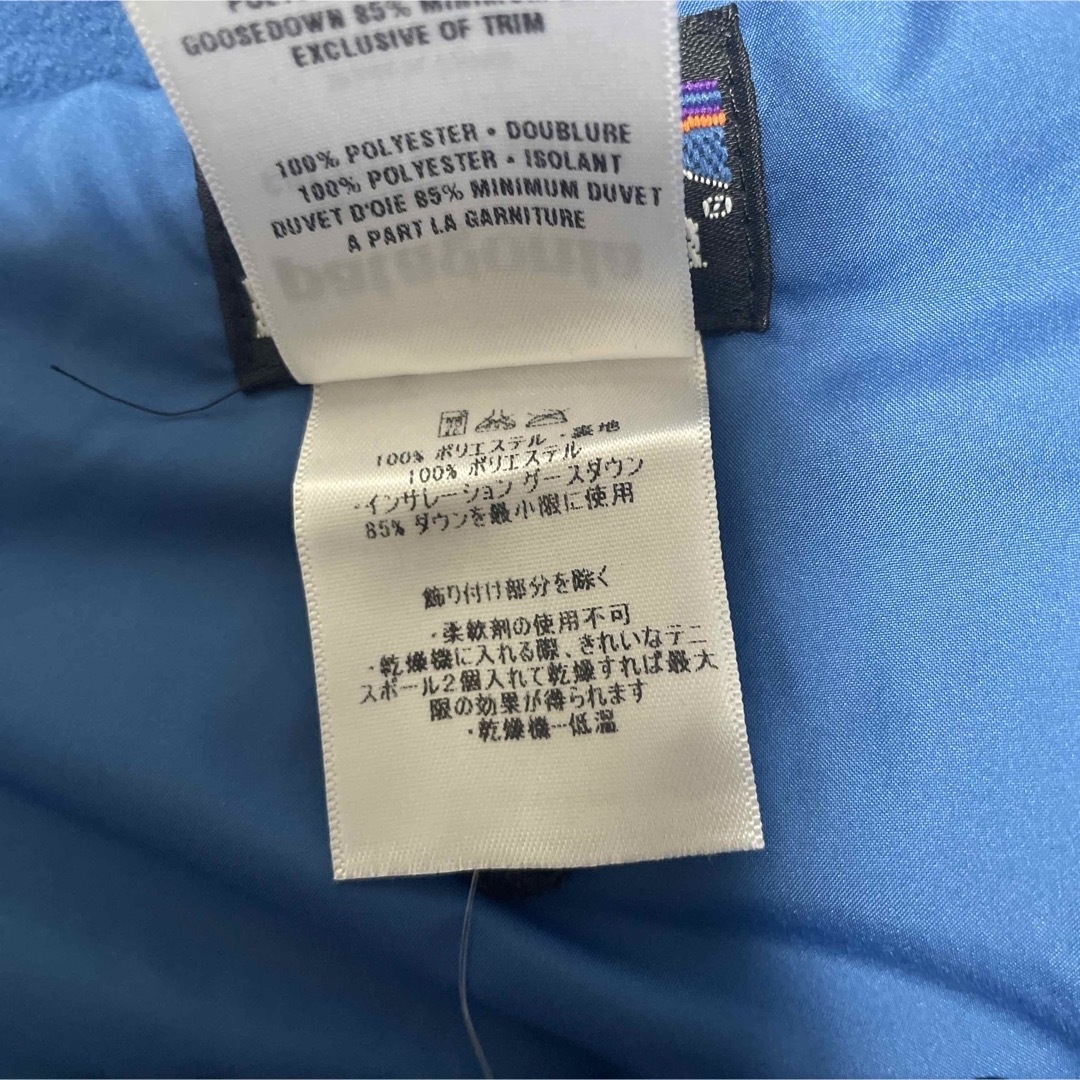 GOOSEDOWN 85%
EXCLUSIVE OF TRIM
100% POLYESTER • DOUBLURE
100% POLYESTER • ISOLANT
DUVET D'OIE 85% MINIMUM DUVET
A PART LA GARNITURE
patagonia
100% ポリエステル ・裏地
100% ポリエステル
・インサレーション グースダウン
85% ダウンを最小限に使用
飾り付け部分を除く
・柔軟剤の使用不可
・乾燥機に入れる際、きれいなテニ
スボール2個入れて乾燥すれば最大
限の効果が得られます
・乾燥機…低温